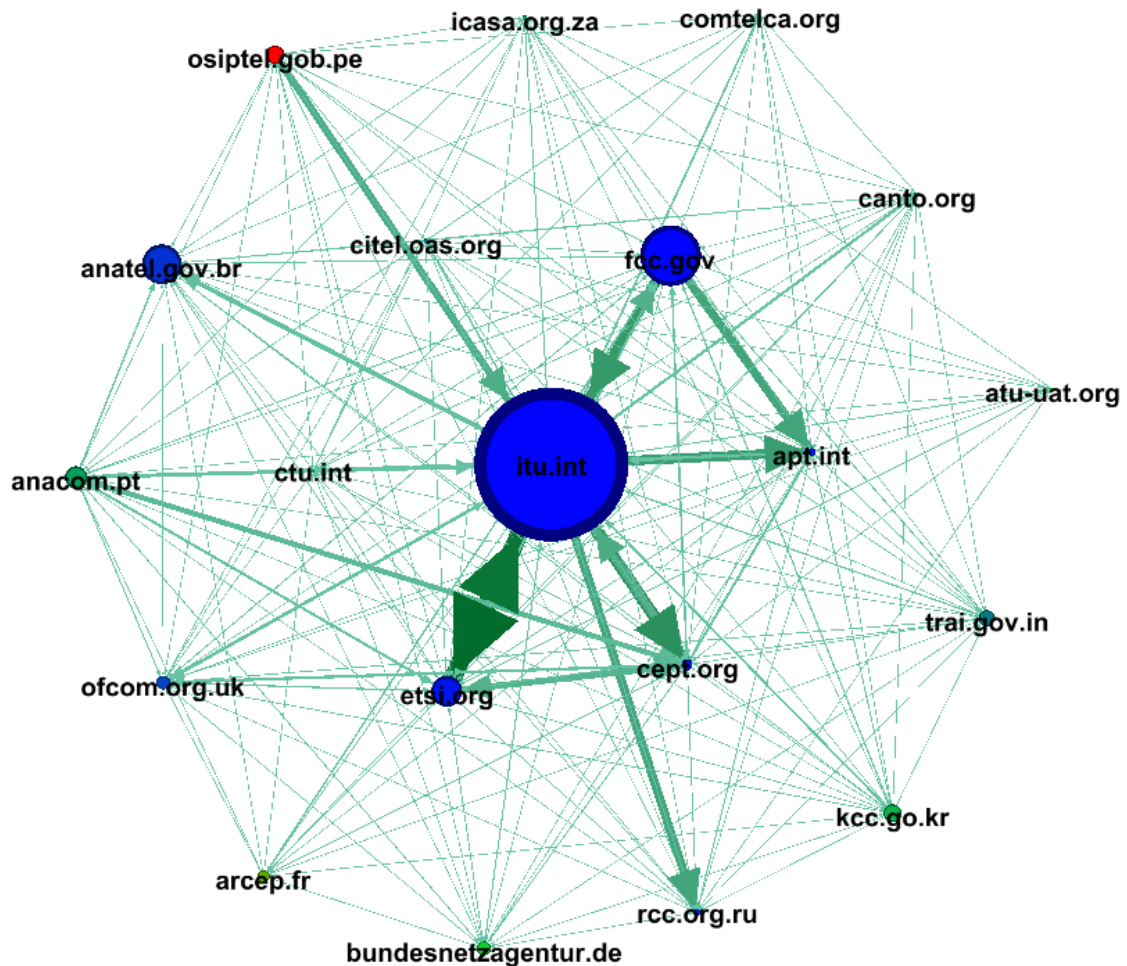 comtelca.org
icasa.org.za
osiptel.gob.pe
canto.org
citel.oas.org
fcc.gov
anatel.gov.br
atu-uat.org
apt.int
itu.int
ctu.int
anacom.pt
trai.gov.in
cept.org
ofcom.org.uk
etsi.org
kcc.go.kr
arcep.fr
rcc.org.ru
bundesnetzagentur.de